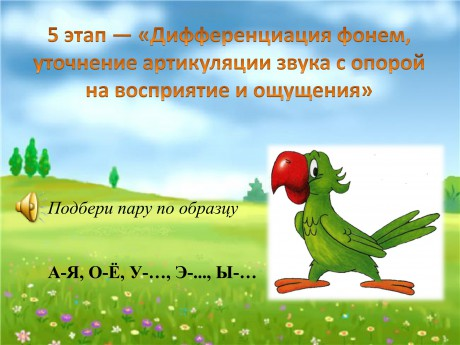 5 этап — «Дифференциация фонем,
уточнение артикуляции звука с опорой
на восприятие и ощущения»
Подбери пару по образцу
А-Я, О-Ё, У-…, Э-..., Ы-…